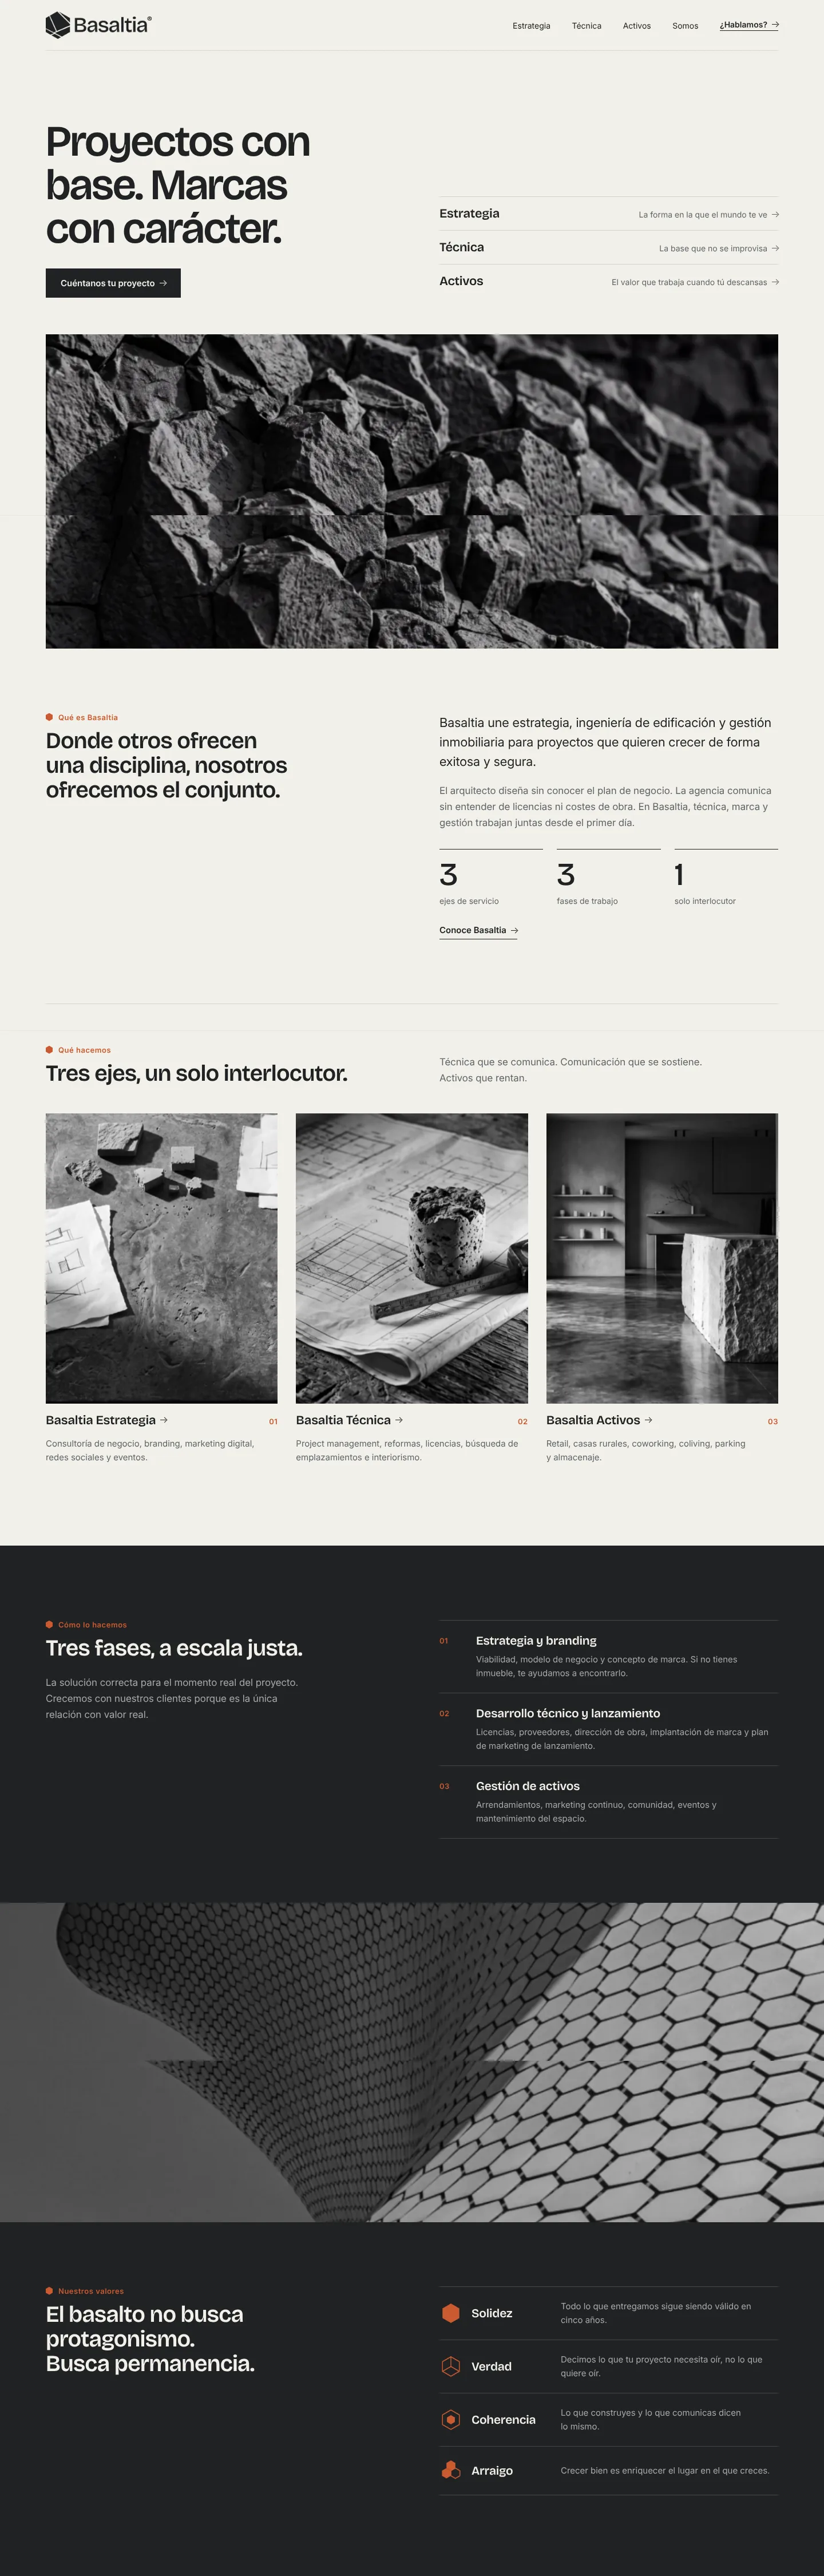 Basaltia®
Estrategia
Técnica
Activos
Somos
¿Hablamos? →
Proyectos con
base. Marcas
con carácter.
Cuéntanos tu proyecto →
Estrategia
La forma en la que el mundo te ve →
Técnica
La base que no se improvisa →
Activos
El valor que trabaja cuando tú descansas →
Qué es Basaltia
Donde otros ofrecen
una disciplina, nosotros
ofrecemos el conjunto.
Basaltia une estrategia, ingeniería de edificación y gestión
inmobiliaria para proyectos que quieren crecer de forma
exitosa y segura.
El arquitecto diseña sin conocer el plan de negocio. La agencia comunica
sin entender de licencias ni costes de obra. En Basaltia, técnica, marca y
gestión trabajan juntas desde el primer día.
3
ejes de servicio
3
fases de trabajo
1
solo interlocutor
Conoce Basaltia →
Qué hacemos
Tres ejes, un solo interlocutor.
Técnica que se comunica. Comunicación que se sostiene.
Activos que rentan.
Basaltia Estrategia →
01
Consultoría de negocio, branding, marketing digital,
redes sociales y eventos.
Basaltia Técnica →
02
Project management, reformas, licencias, búsqueda de
emplazamientos e interiorismo.
Basaltia Activos →
03
Retail, casas rurales, coworking, coliving, parking
y almacenaje.
Cómo lo hacemos
Tres fases, a escala justa.
La solución correcta para el momento real del proyecto.
Crecemos con nuestros clientes porque es la única
relación con valor real.
01
Estrategia y branding
Viabilidad, modelo de negocio y concepto de marca. Si no tienes
inmueble, te ayudamos a encontrarlo.
02
Desarrollo técnico y lanzamiento
Licencias, proveedores, dirección de obra, implantación de marca y plan
de marketing de lanzamiento.
03
Gestión de activos
Arrendamientos, marketing continuo, comunidad, eventos y
mantenimiento del espacio.
Nuestros valores
El basalto no busca
protagonismo.
Busca permanencia.
Solidez
Todo lo que entregamos sigue siendo válido en
cinco años.
Verdad
Decimos lo que tu proyecto necesita oír, no lo que
quiere oír.
Coherencia
Lo que construyes y lo que comunicas dicen
lo mismo.
Arraigo
Crecer bien es enriquecer el lugar en el que creces.